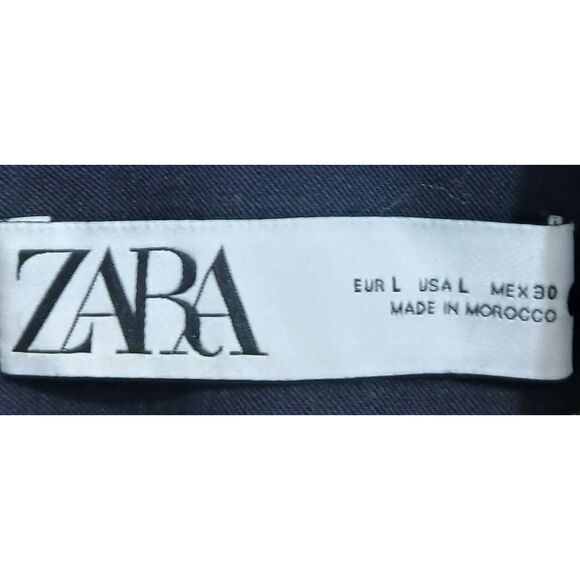 ZARA
EUR L USA L MEX 30
MADE IN MOROCCO